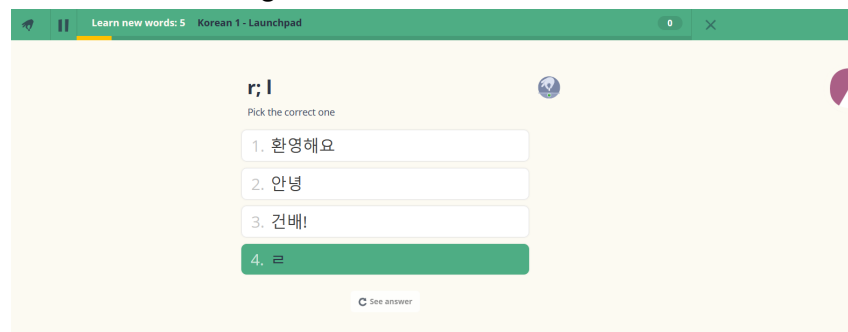 Learn new words: 5 Korean 1 - Launchpad 0
r; l
Pick the correct one
1. 환영해요
2. 안녕
3. 건배!
4. ㄹ
See answer